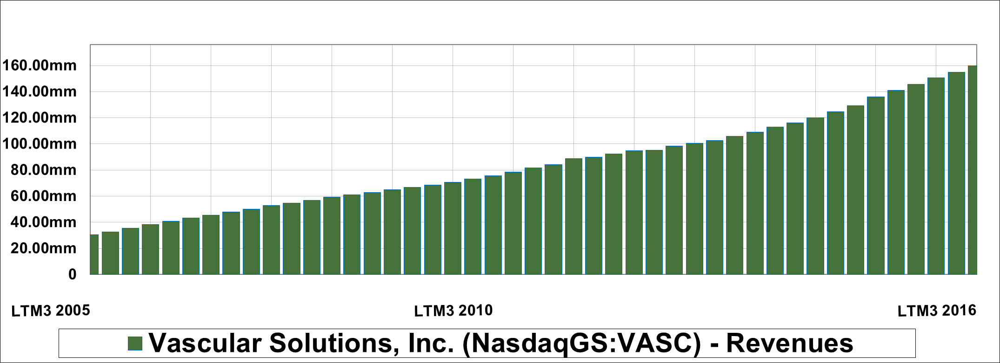 160.00mm
140.00mm
120.00mm
100.00mm
80.00mm
60.00mm
40.00mm
20.00mm
0
LTM3 2005 LTM3 2010 LTM3 2016
Vascular Solutions, Inc. (NasdaqGS:VASC) - Revenues